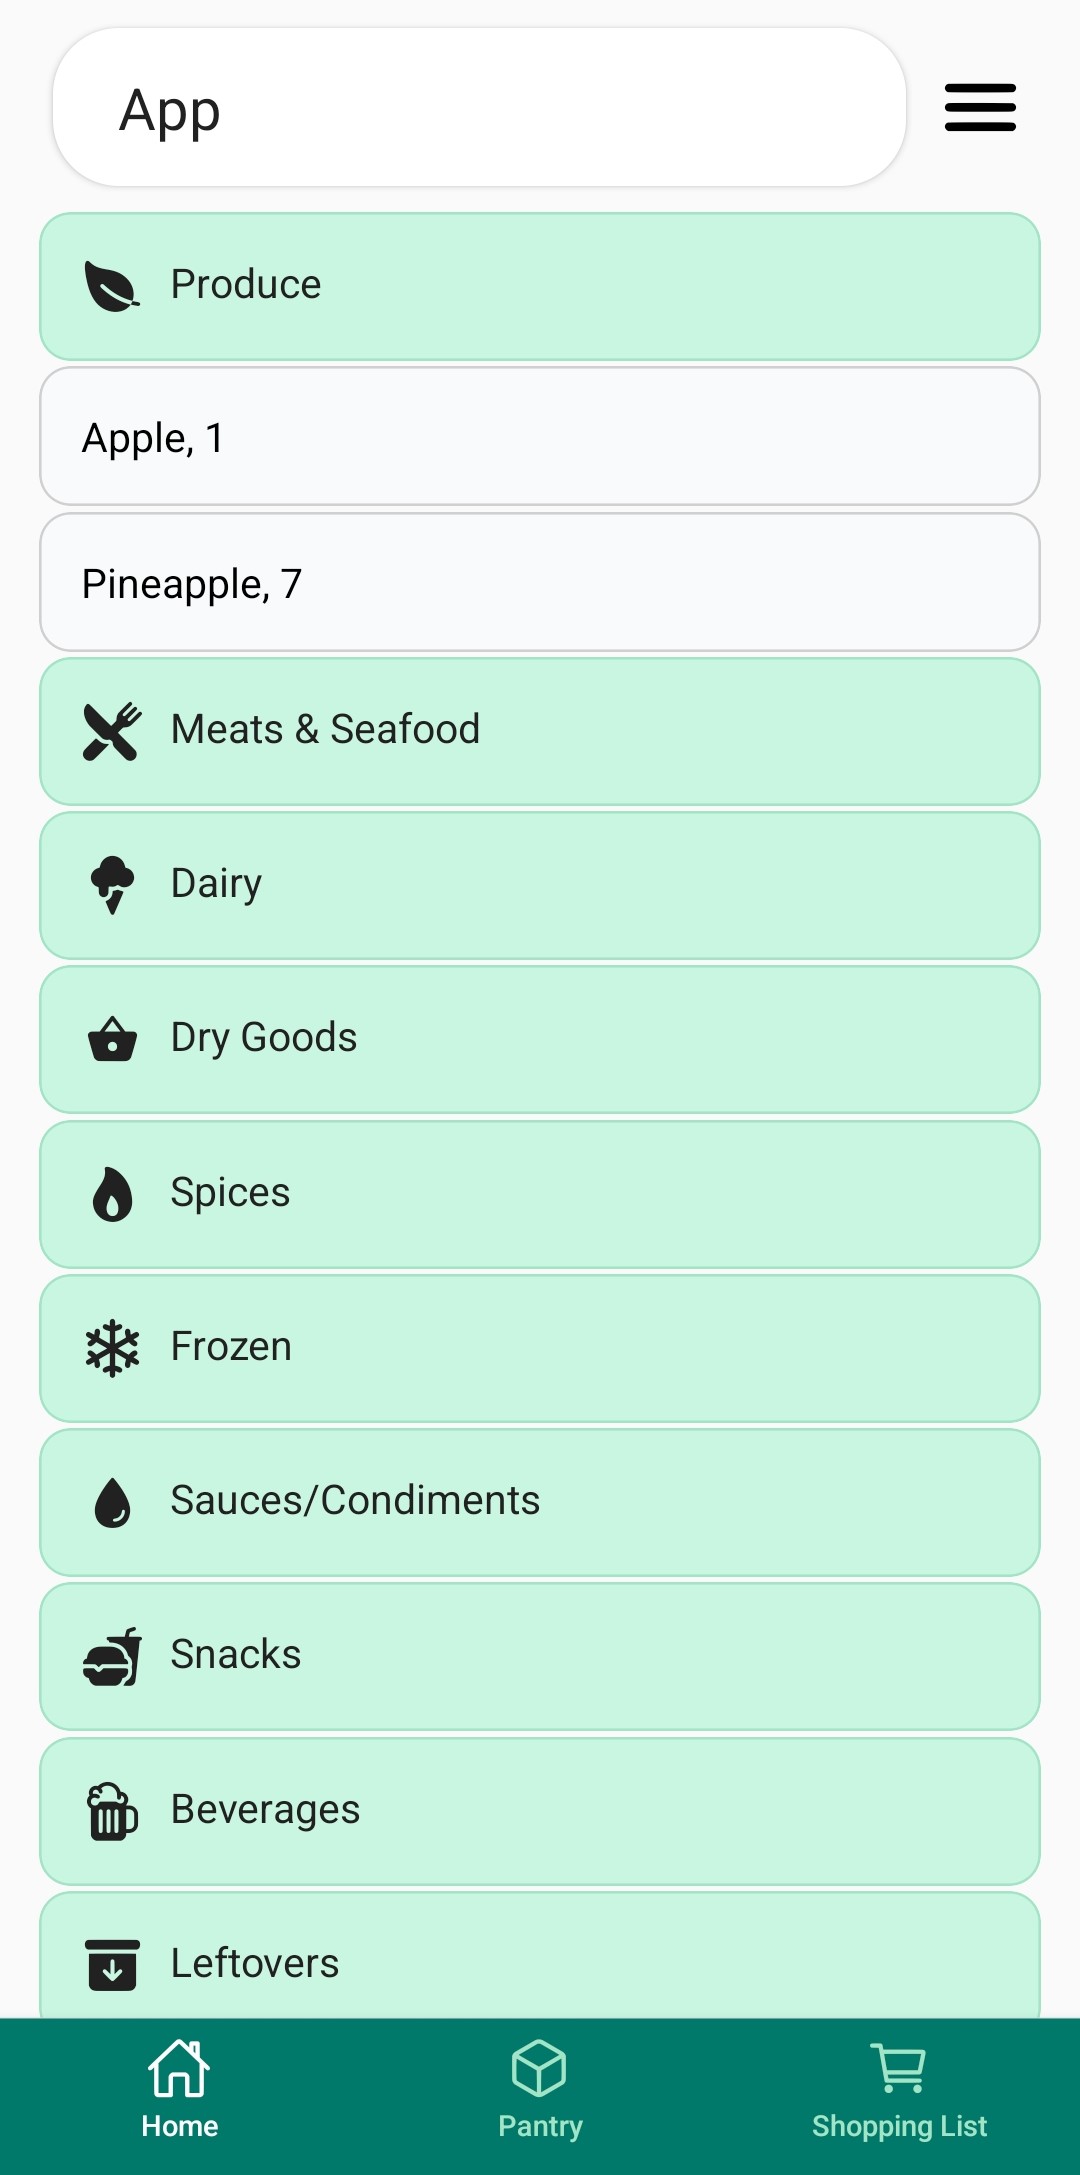 App
Produce
Apple, 1
Pineapple, 7
Meats & Seafood
Dairy
Dry Goods
Spices
Frozen
Sauces/Condiments
Snacks
Beverages
Leftovers
Home
Pantry
Shopping List